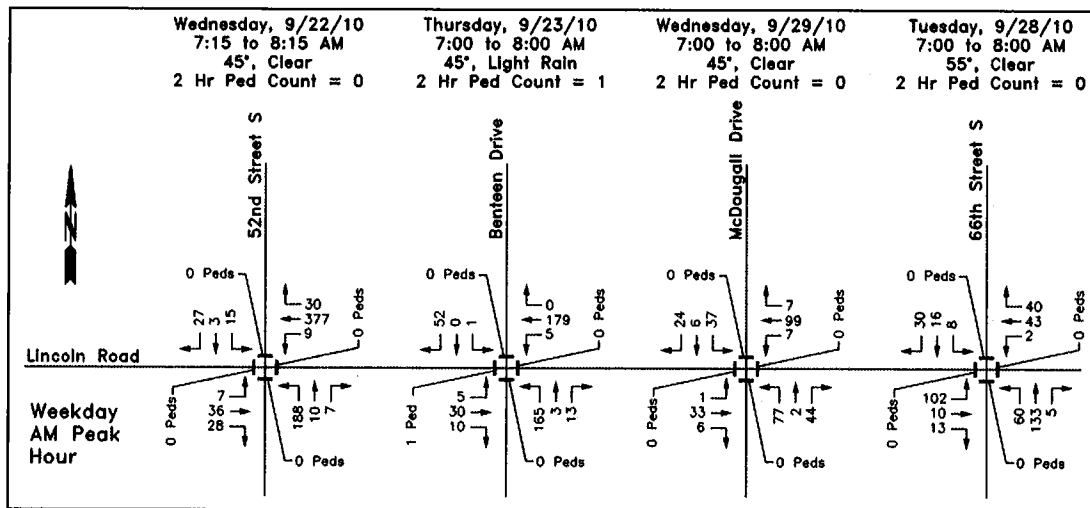 Wednesday, 9/22/10
7:15 to 8:15 AM
45°, Clear
2 Hr Ped Count = 0
Thursday, 9/23/10
7:00 to 8:00 AM
45°, Light Rain
2 Hr Ped Count = 1
Wednesday, 9/29/10
7:00 to 8:00 AM
45°, Clear
2 Hr Ped Count = 0
Tuesday, 9/28/10
7:00 to 8:00 AM
55°, Clear
2 Hr Ped Count = 0
N
Lincoln Road
Weekday
AM Peak
Hour
52nd Street S
0 Peds
27
3
15
30
377
9
0 Peds
7
36
28
188
10
7
0 Peds
0 Peds
Benteen Drive
0 Peds
52
0
1
0
179
5
0 Peds
5
30
10
165
3
13
1 Ped
0 Peds
McDougall Drive
0 Peds
24
6
37
7
99
7
0 Peds
1
33
6
77
2
44
0 Peds
0 Peds
66th Street S
0 Peds
30
16
8
40
43
2
0 Peds
102
10
13
60
133
5
0 Peds
0 Peds